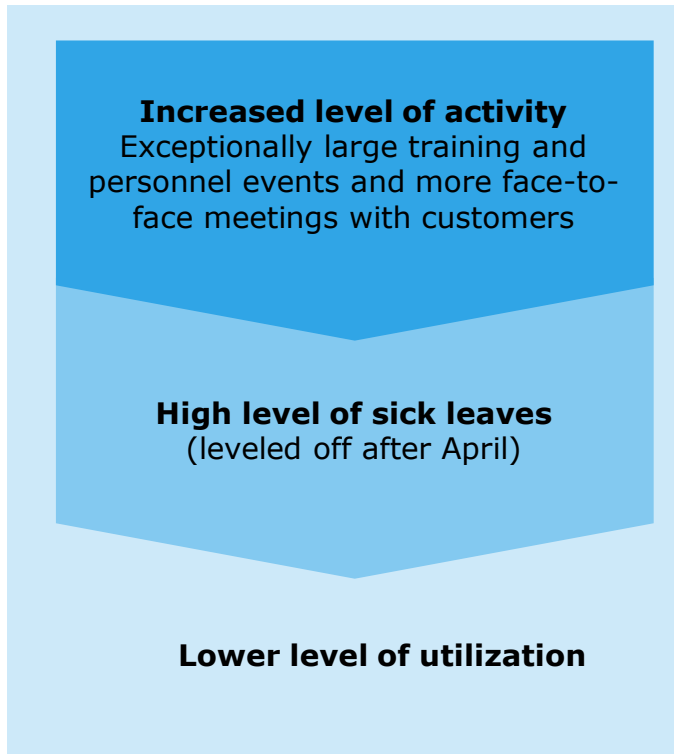 Increased level of activity
Exceptionally large training and
personnel events and more face-to-
face meetings with customers
High level of sick leaves
(leveled off after April)
Lower level of utilization